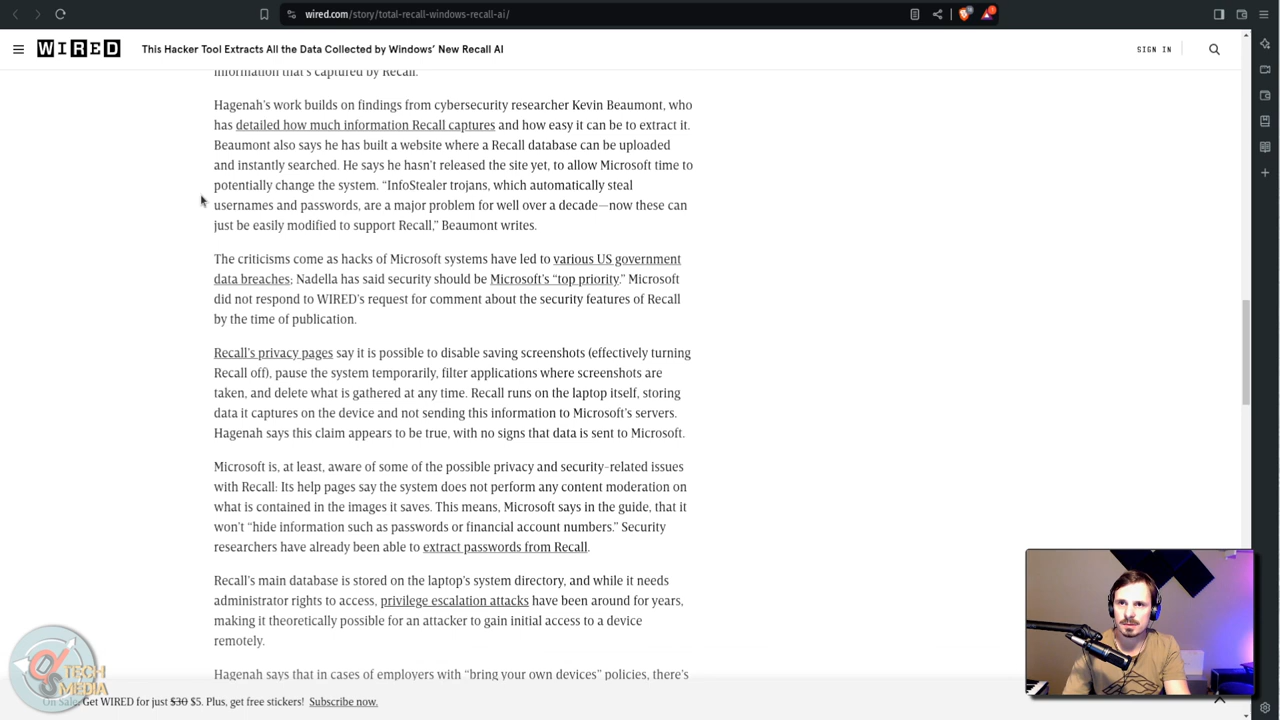 wired.com/story/total-recall-windows-recall-ai/
WIRED
This Hacker Tool Extracts All the Data Collected by Windows' New Recall AI
SIGN IN
information that's captured by Recall.
Hagenah's work builds on findings from cybersecurity researcher Kevin Beaumont, who
has detailed how much information Recall captures and how easy it can be to extract it.
Beaumont also says he has built a website where a Recall database can be uploaded
and instantly searched. He says he hasn't released the site yet, to allow Microsoft time to
potentially change the system. “InfoStealer trojans, which automatically steal
usernames and passwords, are a major problem for well over a decade—now these can
just be easily modified to support Recall,” Beaumont writes.
The criticisms come as hacks of Microsoft systems have led to various US government
data breaches; Nadella has said security should be Microsoft's “top priority.” Microsoft
did not respond to WIRED's request for comment about the security features of Recall
by the time of publication.
Recall's privacy pages say it is possible to disable saving screenshots (effectively turning
Recall off), pause the system temporarily, filter applications where screenshots are
taken, and delete what is gathered at any time. Recall runs on the laptop itself, storing
data it captures on the device and not sending this information to Microsoft's servers.
Hagenah says this claim appears to be true, with no signs that data is sent to Microsoft.
Microsoft is, at least, aware of some of the possible privacy and security-related issues
with Recall: Its help pages say the system does not perform any content moderation on
what is contained in the images it saves. This means, Microsoft says in the guide, that it
won't “hide information such as passwords or financial account numbers.” Security
researchers have already been able to extract passwords from Recall.
Recall's main database is stored on the laptop's system directory, and while it needs
administrator rights to access, privilege escalation attacks have been around for years,
making it theoretically possible for an attacker to gain initial access to a device
remotely.
Hagenah says that in cases of employers with “bring your own devices” policies, there's
TECH
MEDIA
On Sale: Get WIRED for just $30 $5. Plus, get free stickers! Subscribe now.